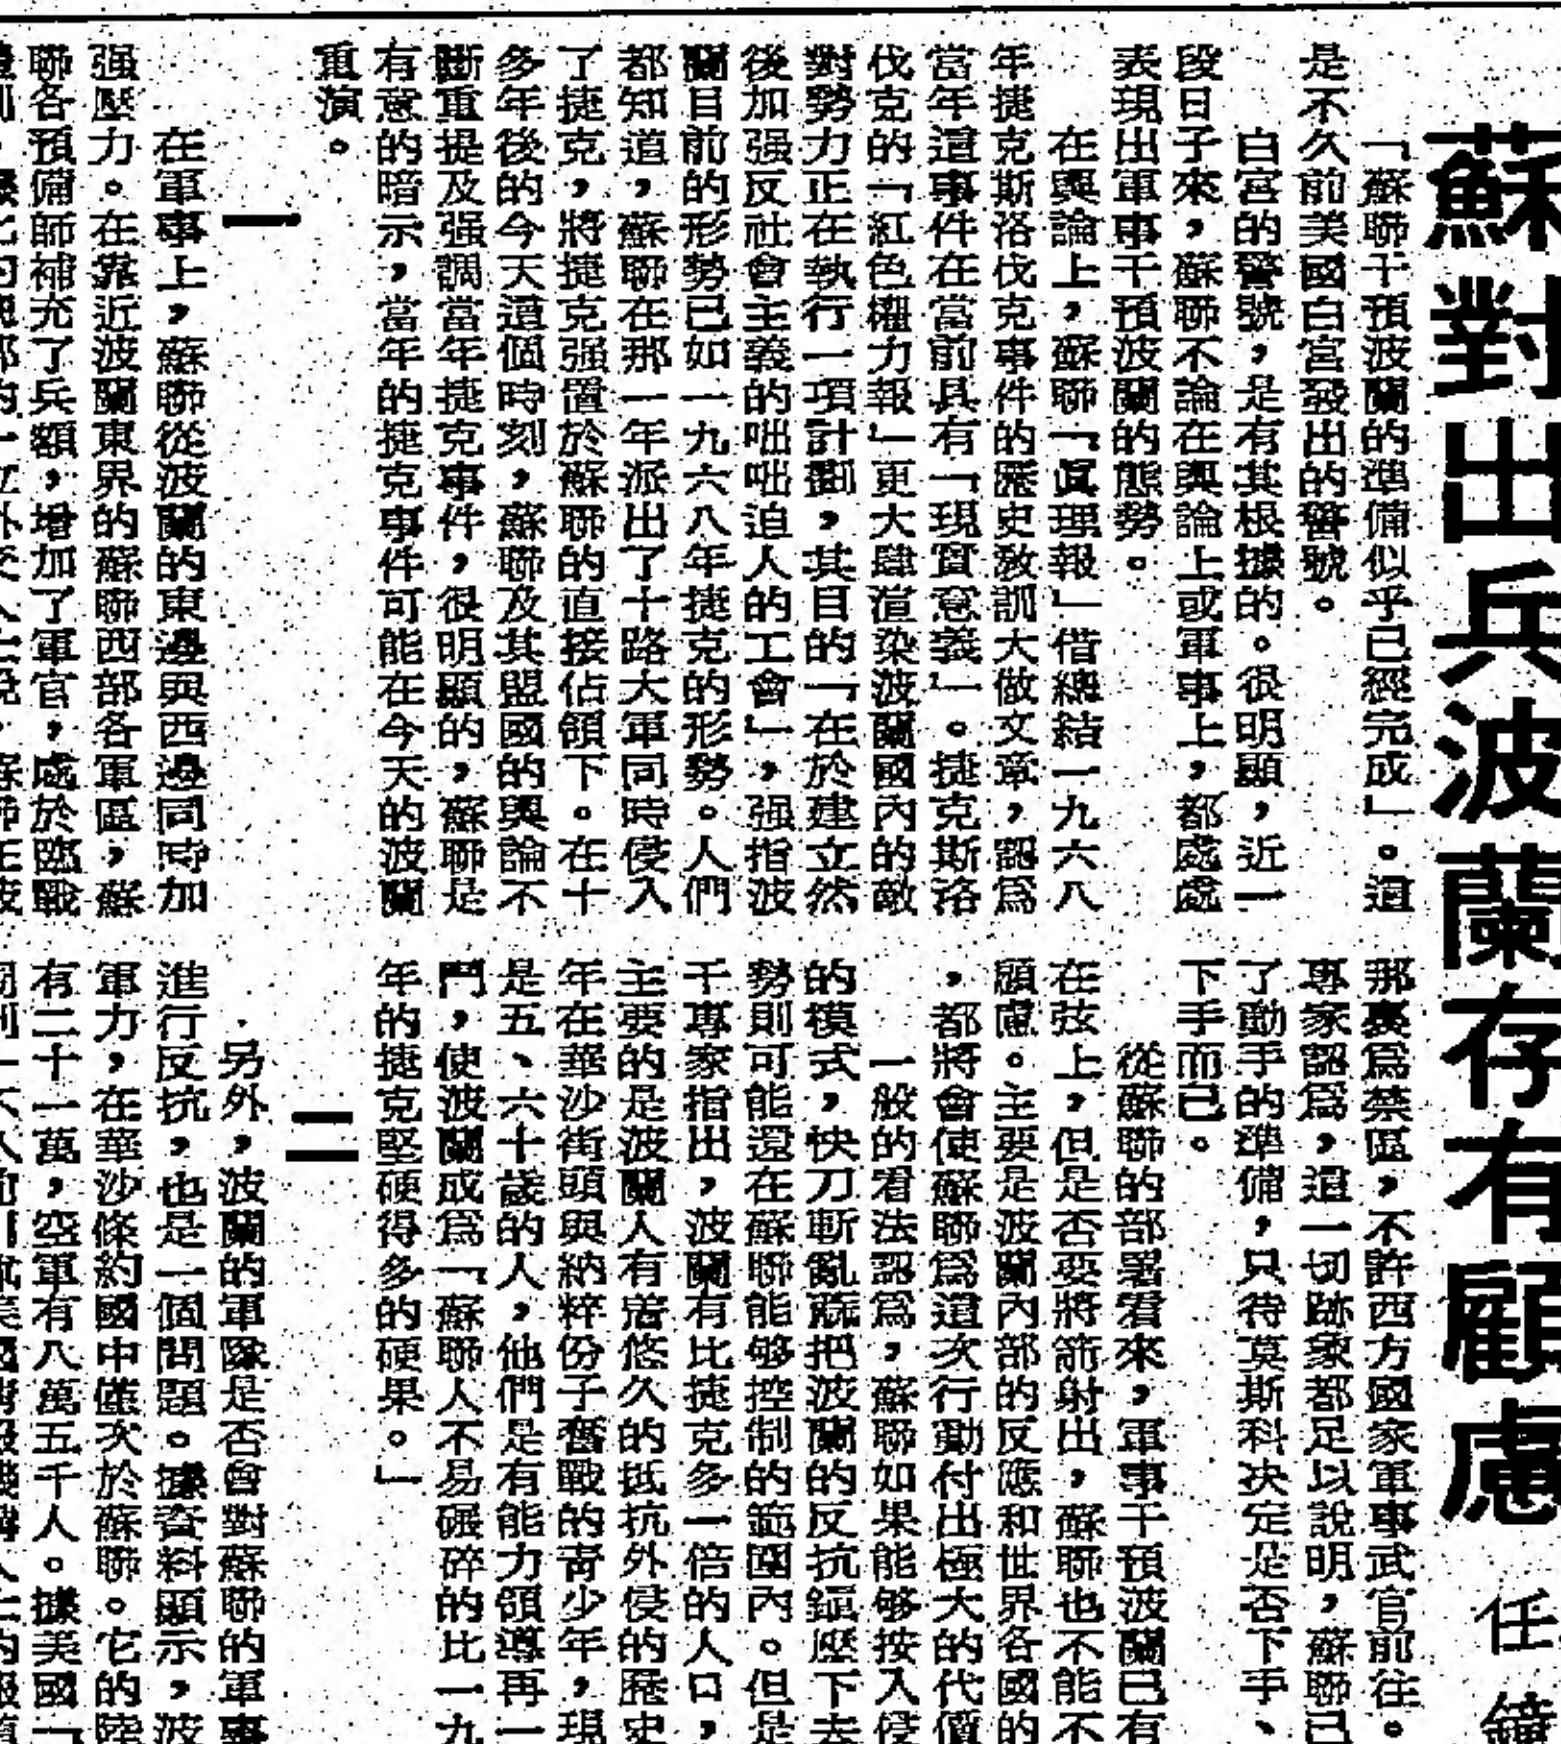 蘇對出兵波蘭存有顧慮
任鐘
「蘇聯干預波蘭的準備似乎已經完成」。這
是不久前美國白宮發出的警號。
白宮的警號，是有其根據的。很明顯，近一
段日子來，蘇聯不論在輿論上或軍事上，都處處
表現出軍事干預波蘭的態勢。
在輿論上，蘇聯「眞理報」借總結一九六八
年捷克斯洛伐克事件的歷史教訓大做文章，認爲
當年這事件在當前具有「現實意義」。捷克斯洛
伐克的「紅色權力報」更大肆渲染波蘭國內的敵
對勢力正在執行一項計劃，其目的「在於建立然
後加强反社會主義的咄咄迫人的工會」，强指波
蘭目前的形勢已如一九六八年捷克的形勢。人們
都知道，蘇聯在那一年派出了十路大軍同時侵入
了捷克，將捷克强置於蘇聯的直接佔領下。在十
多年後的今天這個時刻，蘇聯及其盟國的輿論不
斷重提及强調當年捷克事件，很明顯的，蘇聯是
有意的暗示，當年的捷克事件可能在今天的波蘭
重演。
一
在軍事上，蘇聯從波蘭的東邊與西邊同時加
强壓力。在靠近波蘭東界的蘇聯西部各軍區，蘇
聯各預備師補充了兵額，增加了軍官，處於臨戰
那裏爲禁區，不許西方國家軍事武官前往。
專家認爲，這一切跡象都足以說明，蘇聯已
了動手的準備，只待莫斯科决定是否下手、
下手而已。
從蘇聯的部署看來，軍事干預波蘭已有
在弦上，但是否要將箭射出，蘇聯也不能不
顧慮。主要是波蘭內部的反應和世界各國的
，都將會使蘇聯爲這次行動付出極大的代價
一般的看法認爲，蘇聯如果能够按入侵
的模式，快刀斬亂蔴把波蘭的反抗鎭壓下去
勢則可能還在蘇聯能够控制的範圍內。但是
干專家指出，波蘭有比捷克多一倍的人口，
主要的是波蘭人有着悠久的抵抗外侵的歷史
年在華沙街頭與納粹份子奮戰的青少年，現
是五、六十歲的人，他們是有能力領導再一
鬥，使波蘭成爲「蘇聯人不易碾碎的比一九
年的捷克堅硬得多的硬果。」
二
另外，波蘭的軍隊是否會對蘇聯的軍事
進行反抗，也是一個問題。據資料顯示，波
軍力，在華沙條約國中僅次於蘇聯。它的陸
有二十一萬，空軍有八萬五千人。據美國「